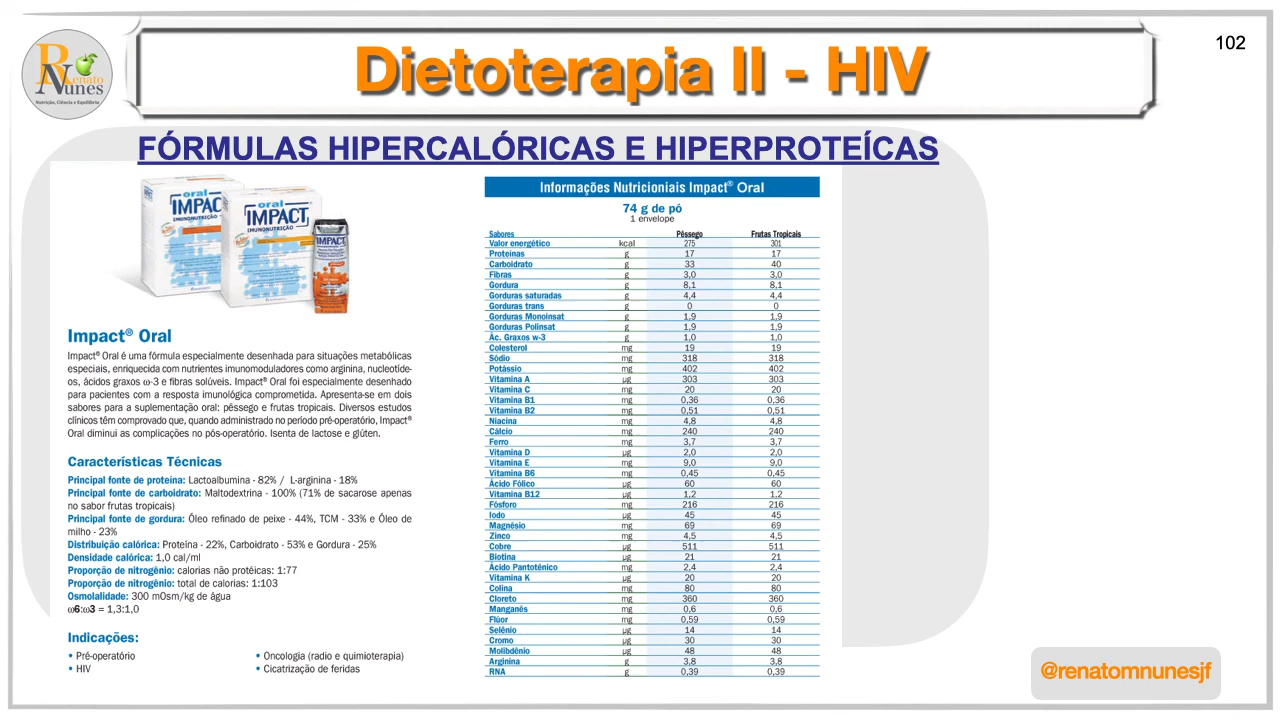 Renato
Nunes
Nutrição, Ciência e Equilíbrio
Dietoterapia II - HIV
102
FÓRMULAS HIPERCALÓRICAS E HIPERPROTEÍCAS
oral
IMPAC
IMUNONUTRIÇÃO
oral
IMPACT
IMUNONUTRIÇÃO
IMPACT
Impact® Oral
Impact® Oral é uma fórmula especialmente desenhada para situações metabólicas
especiais, enriquecida com nutrientes imunomoduladores como arginina, nucleotíde-
os, ácidos graxos ω-3 e fibras solúveis. Impact® Oral foi especialmente desenhado
para pacientes com a resposta imunológica comprometida. Apresenta-se em dois
sabores para a suplementação oral: pêssego e frutas tropicais. Diversos estudos
clínicos têm comprovado que, quando administrado no período pré-operatório, Impact®
Oral diminui as complicações no pós-operatório. Isenta de lactose e glúten.
Características Técnicas
Principal fonte de proteína: Lactoalbumina - 82% / L-arginina - 18%
Principal fonte de carboidrato: Maltodextrina - 100% (71% de sacarose apenas
no sabor frutas tropicais)
Principal fonte de gordura: Óleo refinado de peixe - 44%, TCM - 33% e Óleo de
milho - 23%
Distribuição calórica: Proteína - 22%, Carboidrato - 53% e Gordura - 25%
Densidade calórica: 1,0 cal/ml
Proporção de nitrogênio: calorias não protéicas: 1:77
Proporção de nitrogênio: total de calorias: 1:103
Osmolalidade: 300 mOsm/kg de água
ω6:ω3 = 1,3:1,0
Indicações:
• Pré-operatório
• HIV
• Oncologia (radio e quimioterapia)
• Cicatrização de feridas
Informações Nutricioniais Impact® Oral
74 g de pó
1 envelope
Sabores Pêssego Frutas Tropicais
Valor energético kcal 275 301
Proteínas g 17 17
Carboidrato g 33 40
Fibras g 3,0 3,0
Gordura g 8,1 8,1
Gorduras saturadas g 4,4 4,4
Gorduras trans g 0 0
Gorduras Monoinsat g 1,9 1,9
Gorduras Polinsat g 1,9 1,9
Ác. Graxos w-3 g 1,0 1,0
Colesterol mg 19 19
Sódio mg 318 318
Potássio mg 402 402
Vitamina A µg 303 303
Vitamina C mg 20 20
Vitamina B1 mg 0,36 0,36
Vitamina B2 mg 0,51 0,51
Niacina mg 4,8 4,8
Cálcio mg 240 240
Ferro mg 3,7 3,7
Vitamina D µg 2,0 2,0
Vitamina E mg 9,0 9,0
Vitamina B6 mg 0,45 0,45
Ácido Fólico µg 60 60
Vitamina B12 µg 1,2 1,2
Fósforo mg 216 216
Iodo µg 45 45
Magnésio mg 69 69
Zinco mg 4,5 4,5
Cobre µg 511 511
Biotina µg 21 21
Ácido Pantoténico mg 2,4 2,4
Vitamina K µg 20 20
Colina mg 80 80
Cloreto mg 360 360
Manganês mg 0,6 0,6
Flúor mg 0,59 0,59
Selênio µg 14 14
Cromo µg 30 30
Molibdênio µg 48 48
Arginina g 3,8 3,8
RNA g 0,39 0,39
@renatomnunesjf